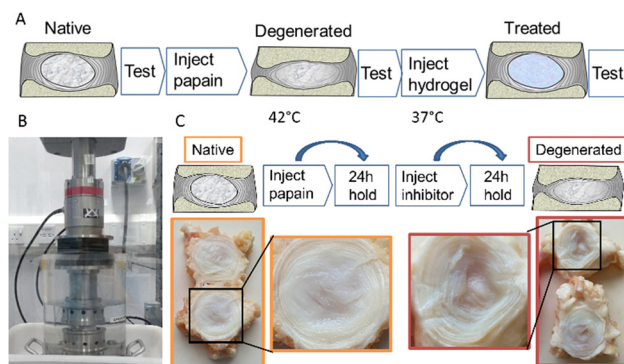 A
Native
Degenerated
Treated
Test
Inject
papain
Test
Inject
hydrogel
Test
B
C
42°C
37°C
Native
Inject
papain
24h
hold
Inject
inhibitor
24h
hold
Degenerated